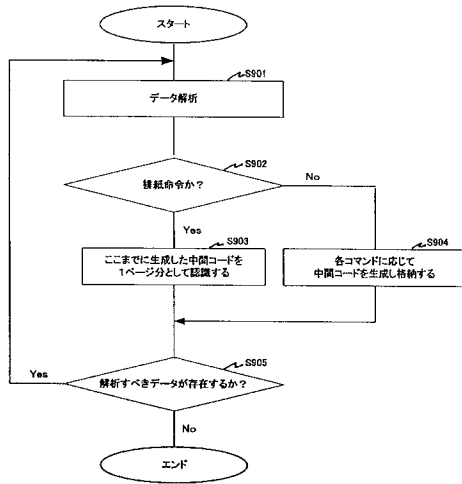 スタート
S901
データ解析
S902
排紙命令か？
No
Yes
S903
S904
ここまでに生成した中間コードを
1ページ分として認識する
各コマンドに応じて
中間コードを生成し格納する
S905
Yes
解析すべきデータが存在するか？
No
エンド